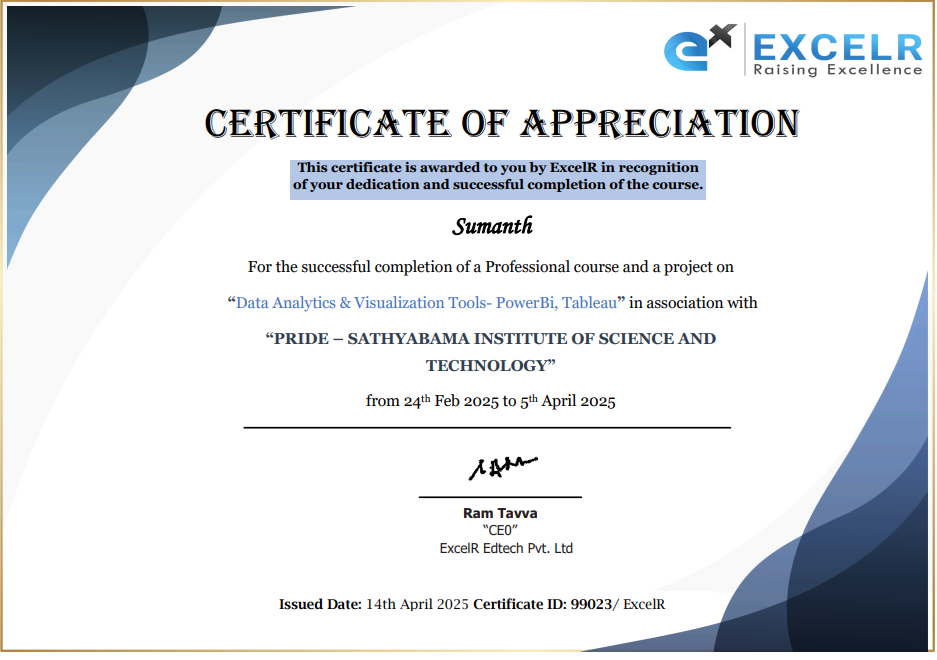 eX EXCELR
Raising Excellence
CERTIFICATE OF APPRECIATION
This certificate is awarded to you by ExcelR in recognition
of your dedication and successful completion of the course.
Sumanth
For the successful completion of a Professional course and a project on
“Data Analytics & Visualization Tools- PowerBi, Tableau” in association with
“PRIDE – SATHYABAMA INSTITUTE OF SCIENCE AND
TECHNOLOGY”
from 24th Feb 2025 to 5th April 2025
Ram Tavva
“CE0”
ExcelR Edtech Pvt. Ltd
Issued Date: 14th April 2025 Certificate ID: 99023/ ExcelR